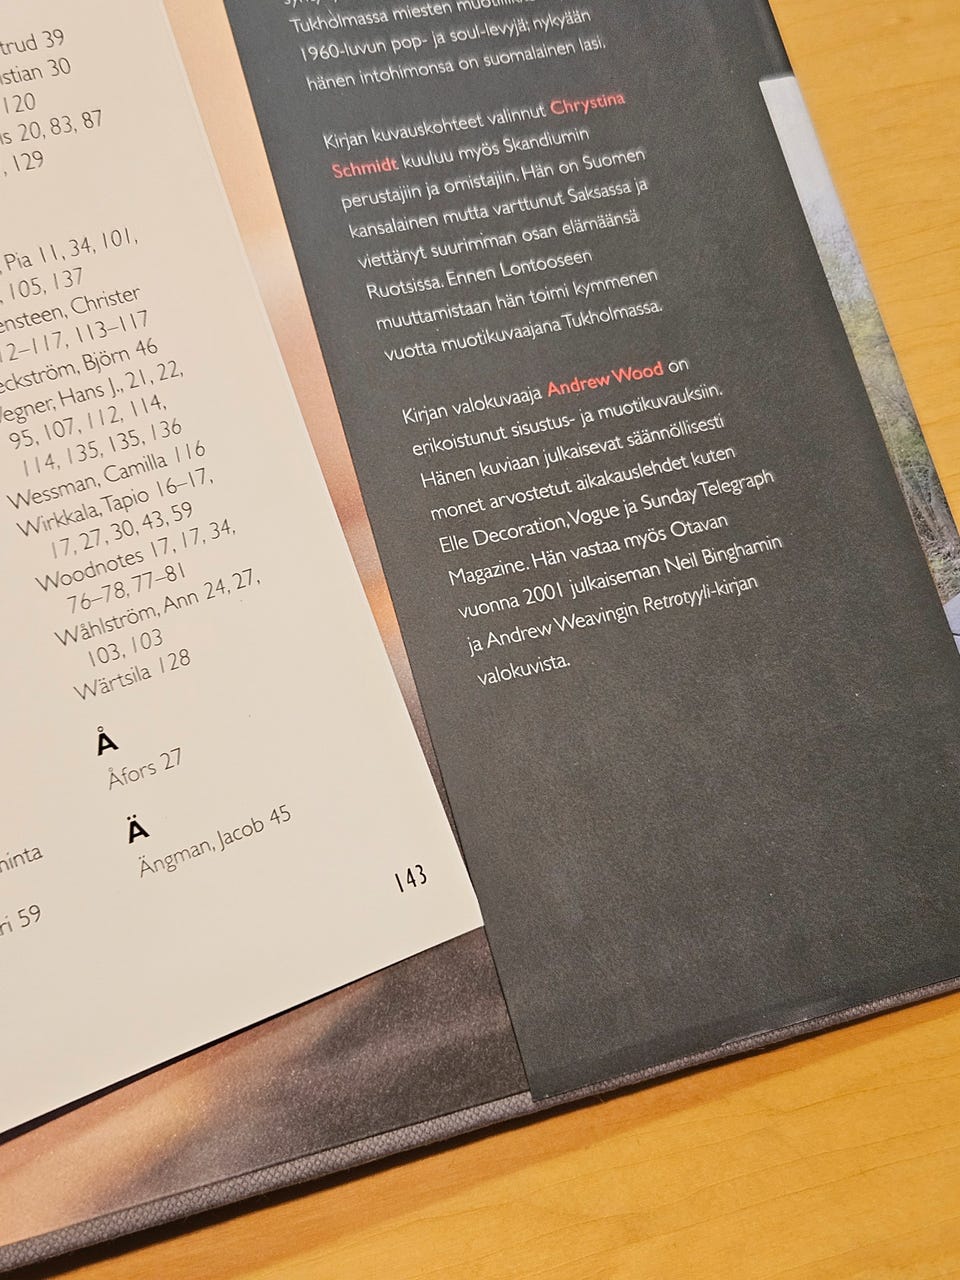 trud 39
stian 30
120
is 20, 83, 87
, 129
, Pia 11, 34, 101,
, 105, 137
ensteen, Christer
12–117, 113–117
eckström, Björn 46
Vegner, Hans J., 21, 22,
95, 107, 112, 114,
114, 135, 135, 136
Wessman, Camilla 116
Wirkkala, Tapio 16–17,
17, 27, 30, 43, 59
Woodnotes 17, 17, 34,
76–78, 77–81
Wåhlström, Ann 24, 27,
103, 103
Wärtsila 128
Å
Åfors 27
Ä
Ängman, Jacob 45
ninta
ri 59
143
Tukholmassa miesten
1960-luvun pop- ja soul-levyjä; nykyään
hänen intohimonsa on suomalainen lasi.
Kirjan kuvauskohteet valinnut Chrystina
Schmidt kuuluu myös Skandiumin
perustajiin ja omistajiin. Hän on Suomen
kansalainen mutta varttunut Saksassa ja
viettänyt suurimman osan elämäänsä
Ruotsissa. Ennen Lontooseen
muuttamistaan hän toimi kymmenen
vuotta muotikuvaajana Tukholmassa.
Kirjan valokuvaaja Andrew Wood on
erikoistunut sisustus- ja muotikuvauksiin.
Hänen kuviaan julkaisevat säännöllisesti
monet arvostetut aikakauslehdet kuten
Elle Decoration, Vogue ja Sunday Telegraph
Magazine. Hän vastaa myös Otavan
vuonna 2001 julkaiseman Neil Binghamin
ja Andrew Weavingin Retrotyyli-kirjan
valokuvista.